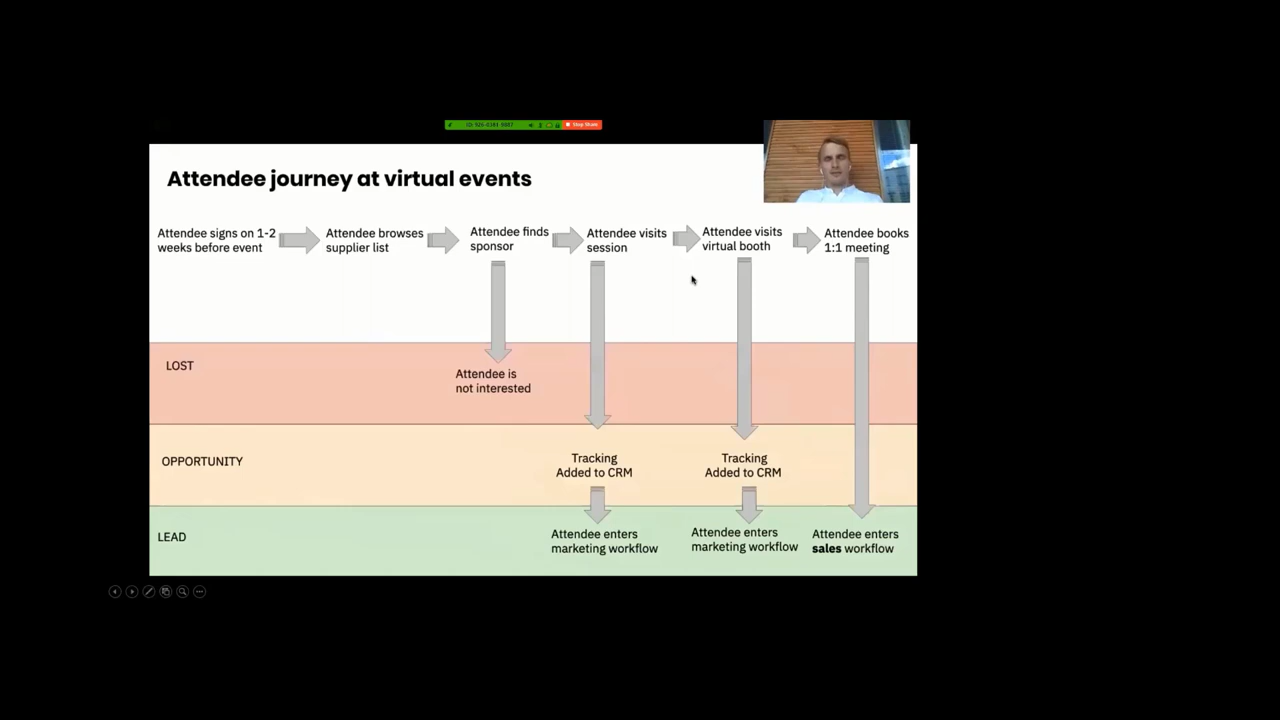 Stop Share
Attendee journey at virtual events
Attendee signs on 1-2
weeks before event
Attendee browses
supplier list
Attendee finds
sponsor
Attendee visits
session
Attendee visits
virtual booth
Attendee books
1:1 meeting
LOST
Attendee is
not interested
OPPORTUNITY
Tracking
Added to CRM
Tracking
Added to CRM
LEAD
Attendee enters
marketing workflow
Attendee enters
marketing workflow
Attendee enters
sales workflow